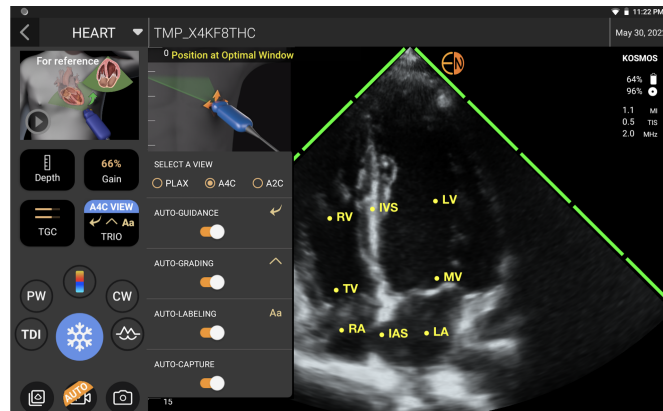 11:22 PM
HEART
TMP_X4KF8THC
May 30, 202
For reference
0 Position at Optimal Window
KOSMOS
64%
96%
1.1 MI
0.5 TIS
2.0 MHz
Depth
66%
Gain
TGC
A4C VIEW
Aa
TRIO
SELECT A VIEW
PLAX
A4C
A2C
AUTO-GUIDANCE
AUTO-GRADING
AUTO-LABELING Aa
AUTO-CAPTURE
PW
CW
TDI
AUTO
15
LV
IVS
RV
MV
TV
RA
IAS
LA